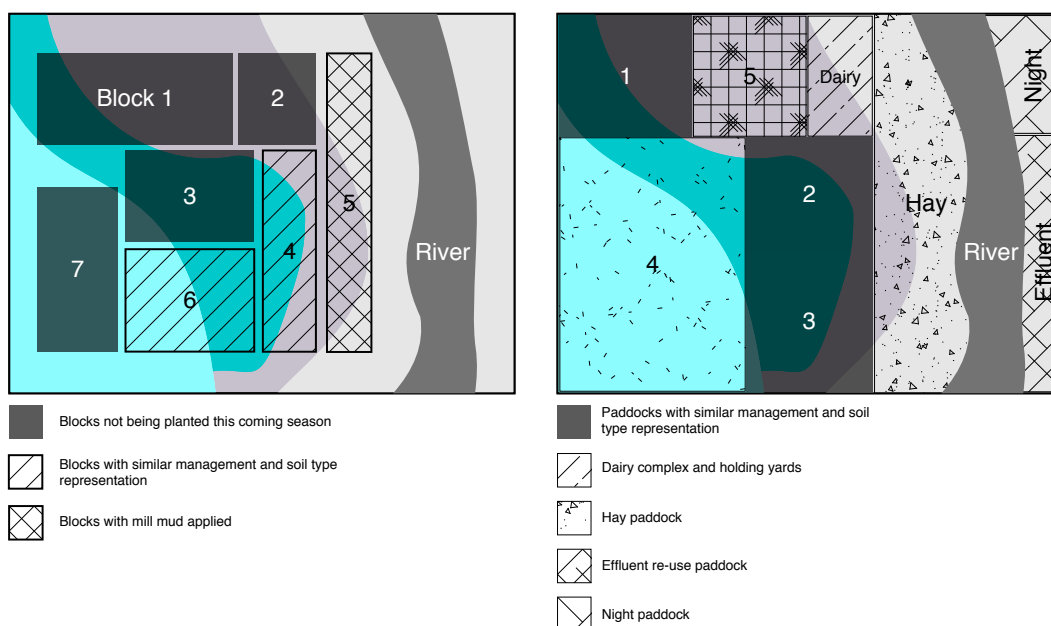 Block 1
2
3
4
5
6
7
River
Blocks not being planted this coming season
Blocks with similar management and soil type
representation
Blocks with mill mud applied
1
5
Dairy
Night
2
Hay
4
River
Effluent
3
Paddocks with similar management and soil
type representation
Dairy complex and holding yards
Hay paddock
Effluent re-use paddock
Night paddock